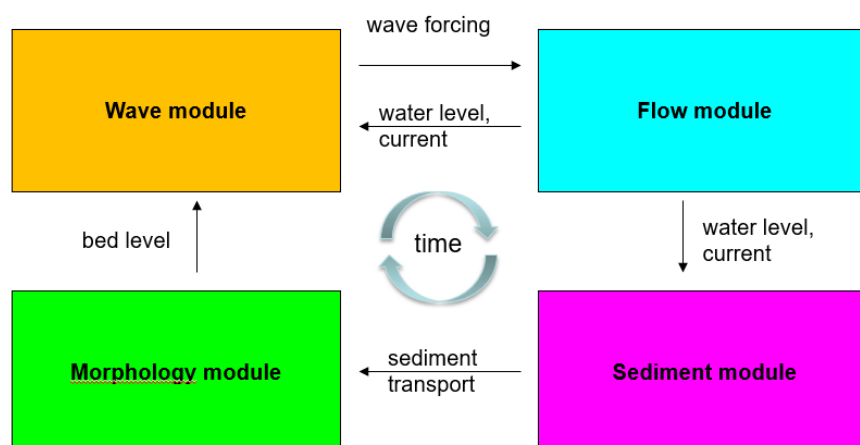 wave forcing
Wave module
Flow module
water level,
current
bed level
time
water level,
current
Morphology module
sediment
transport
Sediment module